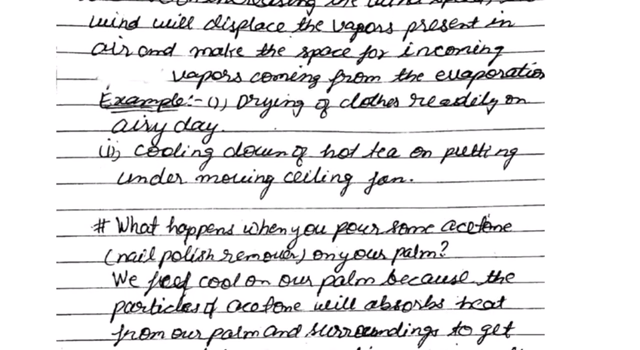 the wind
wind will displace the vapors present in
air and make the space for incoming
vapors coming from the evaporation
Example:- (i) Drying of clothes readily on
airy day.
(ii) cooling down of hot tea on putting
under moving ceiling fan.
# What happens when you pour some acetone
(nail polish remover) on your palm?
We feel cool on our palm because the
particles of acetone will absorbs heat
from our palm and surroundings to get